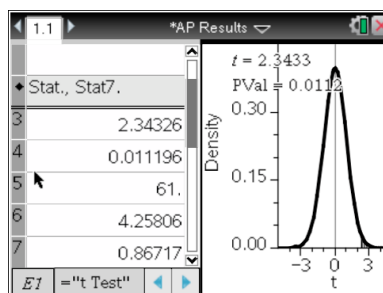 1.1
*AP Results
Stat., Stat7.
3 2.34326
4 0.011196
5 61.
6 4.25806
7 0.86717
E1 ="t Test"
t = 2.3433
PVal = 0.0112
0.30
0.15
0.00
Density
-3 0 3
t